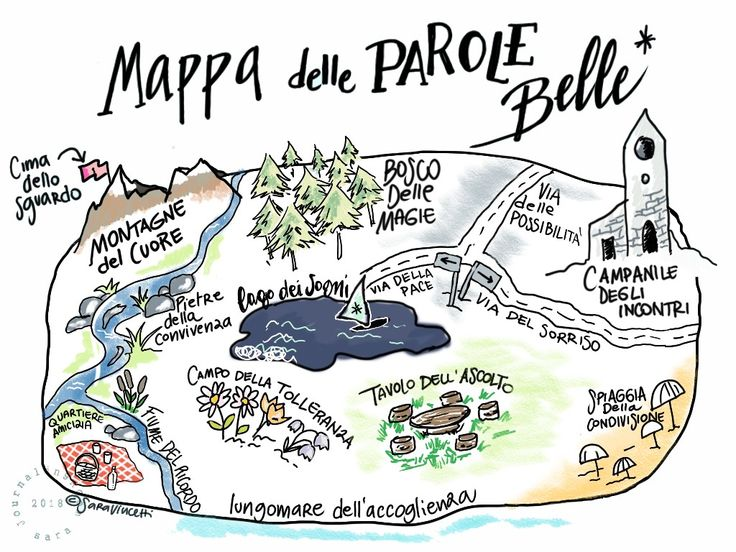 MAPPA delle PAROLE
Belle*
Cima
dello
sguardo
MONTAGNE
del CUORE
BOSCO
Delle
MAGIE
VIA
delle
POSSIBILITÀ
CAMPANILE
DEGLI
INCONTRI
Pietre
della
CONVIVENZA
lago dei sogni
VIA DELLA
PACE
VIA DEL SORRISO
CAMPO DELLA TOLLERANZA
TAVOLO DELL'ASCOLTO
SPIAGGIA
Della
CONDIVISIONE
QUARTIERE
AMICIZIA
FIUME DEL RICORDO
lungomare dell'accoglienza
©SARAVINCETTI
2018